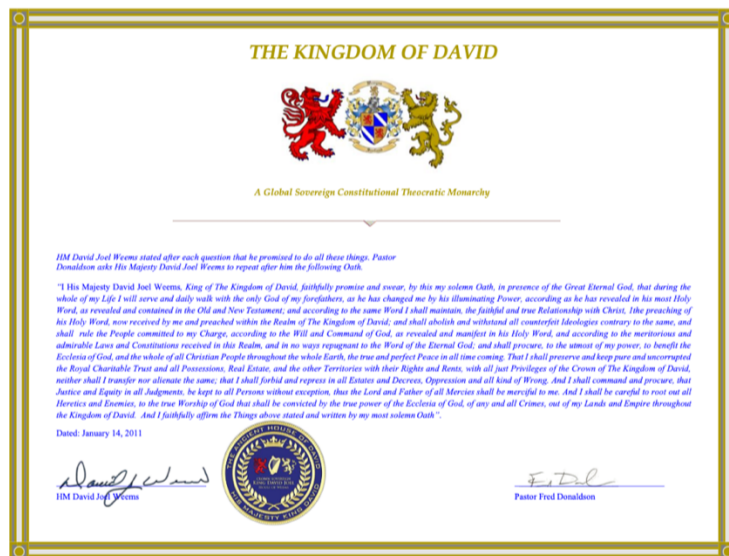 THE KINGDOM OF DAVID
A Global Sovereign Constitutional Theocratic Monarchy
HM David Joel Weems stated after each question that he promised to do all these things. Pastor
Donaldson asks His Majesty David Joel Weems to repeat after him the following Oath.
"I His Majesty David Joel Weems, King of The Kingdom of David, faithfully promise and swear, by this my solemn Oath, in presence of the Great Eternal God, that during the
whole of my Life I will serve and daily walk with the only God of my forefathers, as he has changed me by his illuminating Power, according as he has revealed in his most Holy
Word, as revealed and contained in the Old and New Testament; and according to the same Word I shall maintain, the faithful and true Relationship with Christ, 1the preaching of
his Holy Word, now received by me and preached within the Realm of The Kingdom of David; and shall abolish and withstand all counterfeit Ideologies contrary to the same, and
shall rule the People committed to my Charge, according to the Will and Command of God, as revealed and manifest in his Holy Word, and according to the meritorious and
admirable Laws and Constitutions received in this Realm, and in no ways repugnant to the Word of the Eternal God; and shall procure, to the utmost of my power, to benefit the
Ecclesia of God, and the whole of all Christian People throughout the whole Earth, the true and perfect Peace in all time coming. That I shall preserve and keep pure and uncorrupted
the Royal Charitable Trust and all Possessions, Real Estate, and the other Territories with their Rights and Rents, with all just Privileges of the Crown of The Kingdom of David,
neither shall I transfer nor alienate the same; that I shall forbid and repress in all Estates and Decrees, Oppression and all kind of Wrong. And I shall command and procure, that
Justice and Equity in all Judgments, be kept to all Persons without exception, thus the Lord and Father of all Mercies shall be merciful to me. And I shall be careful to root out all
Heretics and Enemies, to the true Worship of God that shall be convicted by the true power of the Ecclesia of God, of any and all Crimes, out of my Lands and Empire throughout
the Kingdom of David. And I faithfully affirm the Things above stated and written by my most solemn Oath".
Dated: January 14, 2011
THE ANCIENT HOUSE OF DAVID
KING DAVID JOEL
HIS MAJESTY KING DAVID
HM David Joel Weems
Pastor Fred Donaldson